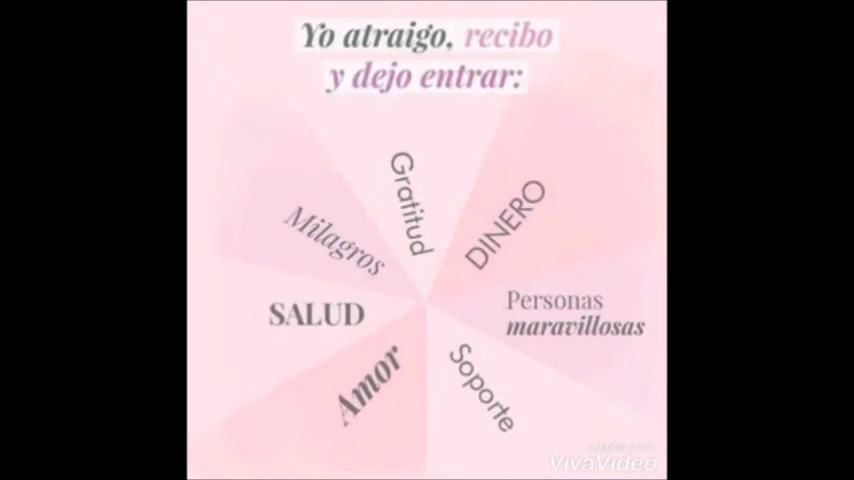 Yo atraigo, recibo
y dejo entrar:
Gratitud
DINERO
Personas
maravillosas
Soporte
Amor
SALUD
Milagros
VivaVideo